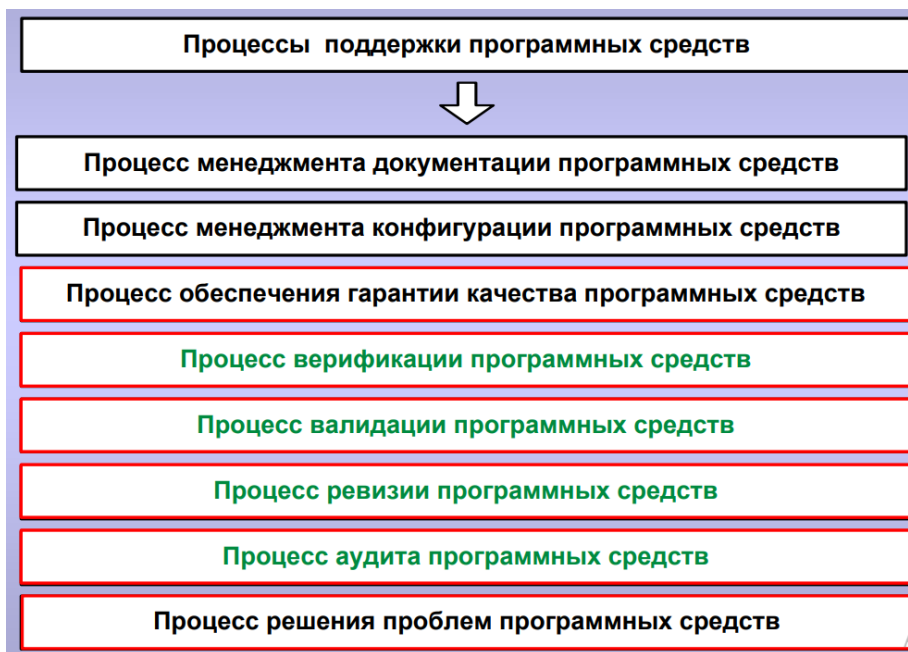 Процессы поддержки программных средств
Процесс менеджмента документации программных средств
Процесс менеджмента конфигурации программных средств
Процесс обеспечения гарантии качества программных средств
Процесс верификации программных средств
Процесс валидации программных средств
Процесс ревизии программных средств
Процесс аудита программных средств
Процесс решения проблем программных средств